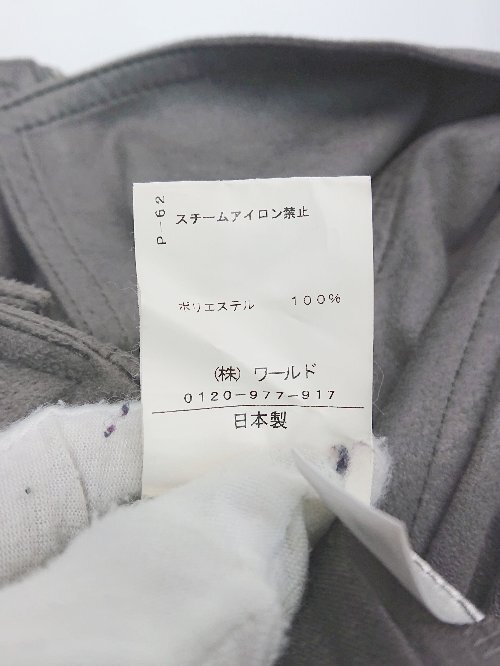 P-62
スチームアイロン禁止
ポリエステル 100%
(株) ワールド
0120-977-917
日本製